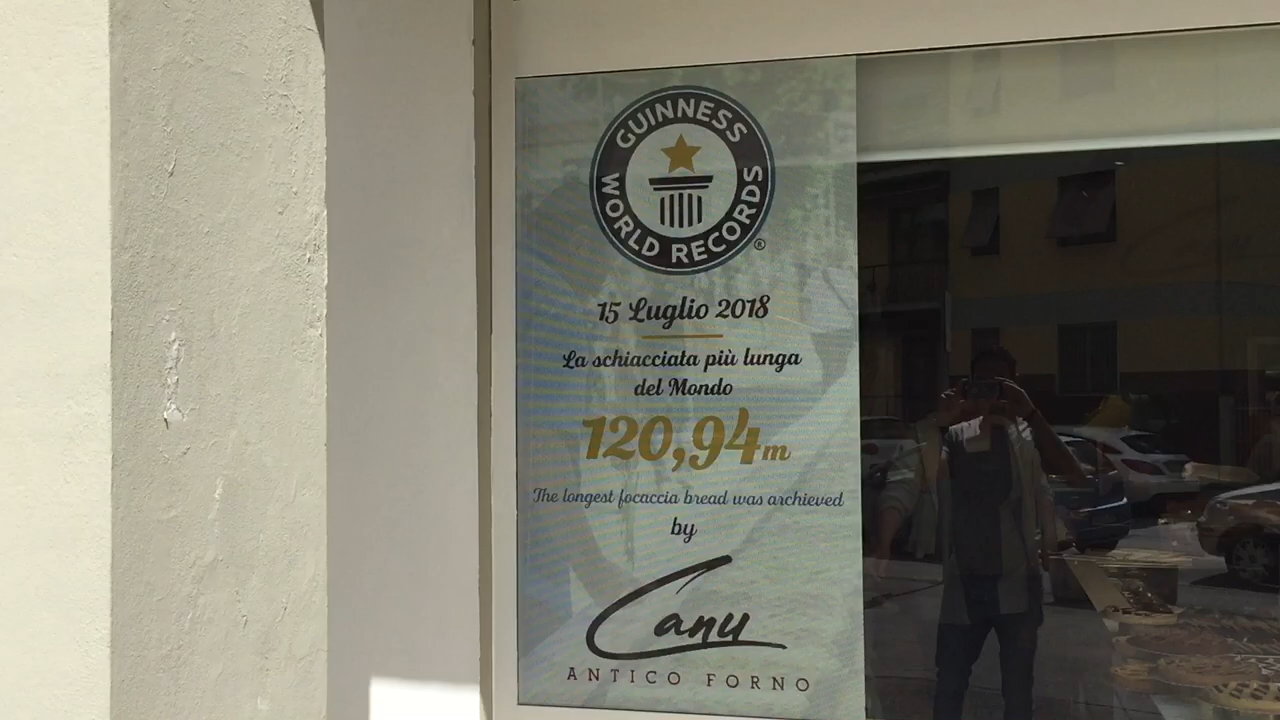 GUINNESS
WORLD RECORDS
®
15 Luglio 2018
La schiacciata più lunga
del Mondo
120,94m
The longest focaccia bread was archieved
by
Canu
ANTICO FORNO